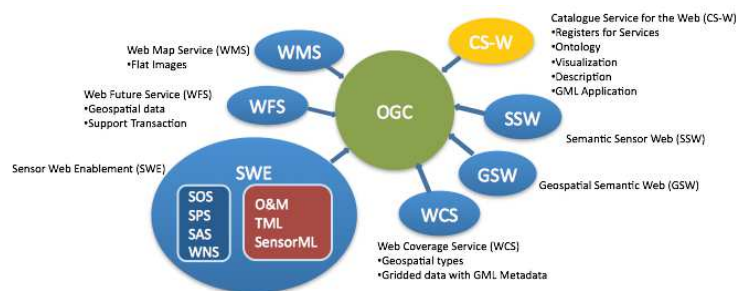 Catalogue Service for the Web (CS-W)
•Registers for Services
•Ontology
•Visualization
•Description
•GML Application
CS-W
Web Map Service (WMS)
•Flat Images
WMS
Web Future Service (WFS)
•Geospatial data
•Support Transaction
WFS
OGC
SSW
Semantic Sensor Web (SSW)
Sensor Web Enablement (SWE)
SWE
SOS
SPS
SAS
WNS
O&M
TML
SensorML
GSW
Geospatial Semantic Web (GSW)
WCS
Web Coverage Service (WCS)
•Geospatial types
•Gridded data with GML Metadata